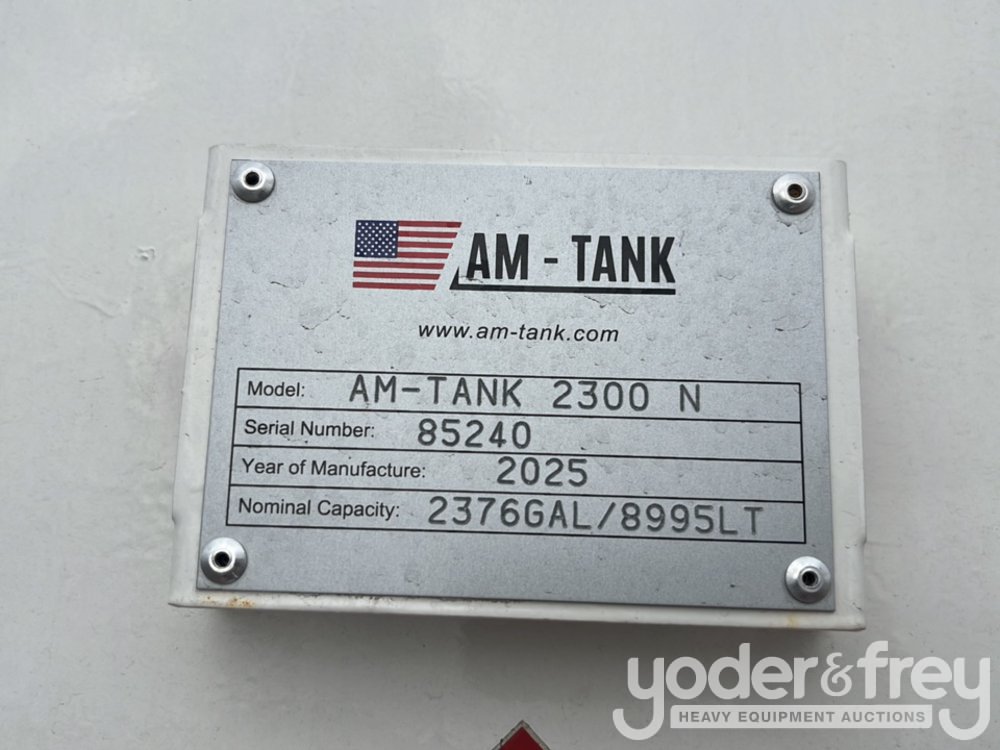 AM - TANK
www.am-tank.com
Model: AM-TANK 2300 N
Serial Number: 85240
Year of Manufacture: 2025
Nominal Capacity: 2376GAL/8995LT
yoder&frey
HEAVY EQUIPMENT AUCTIONS